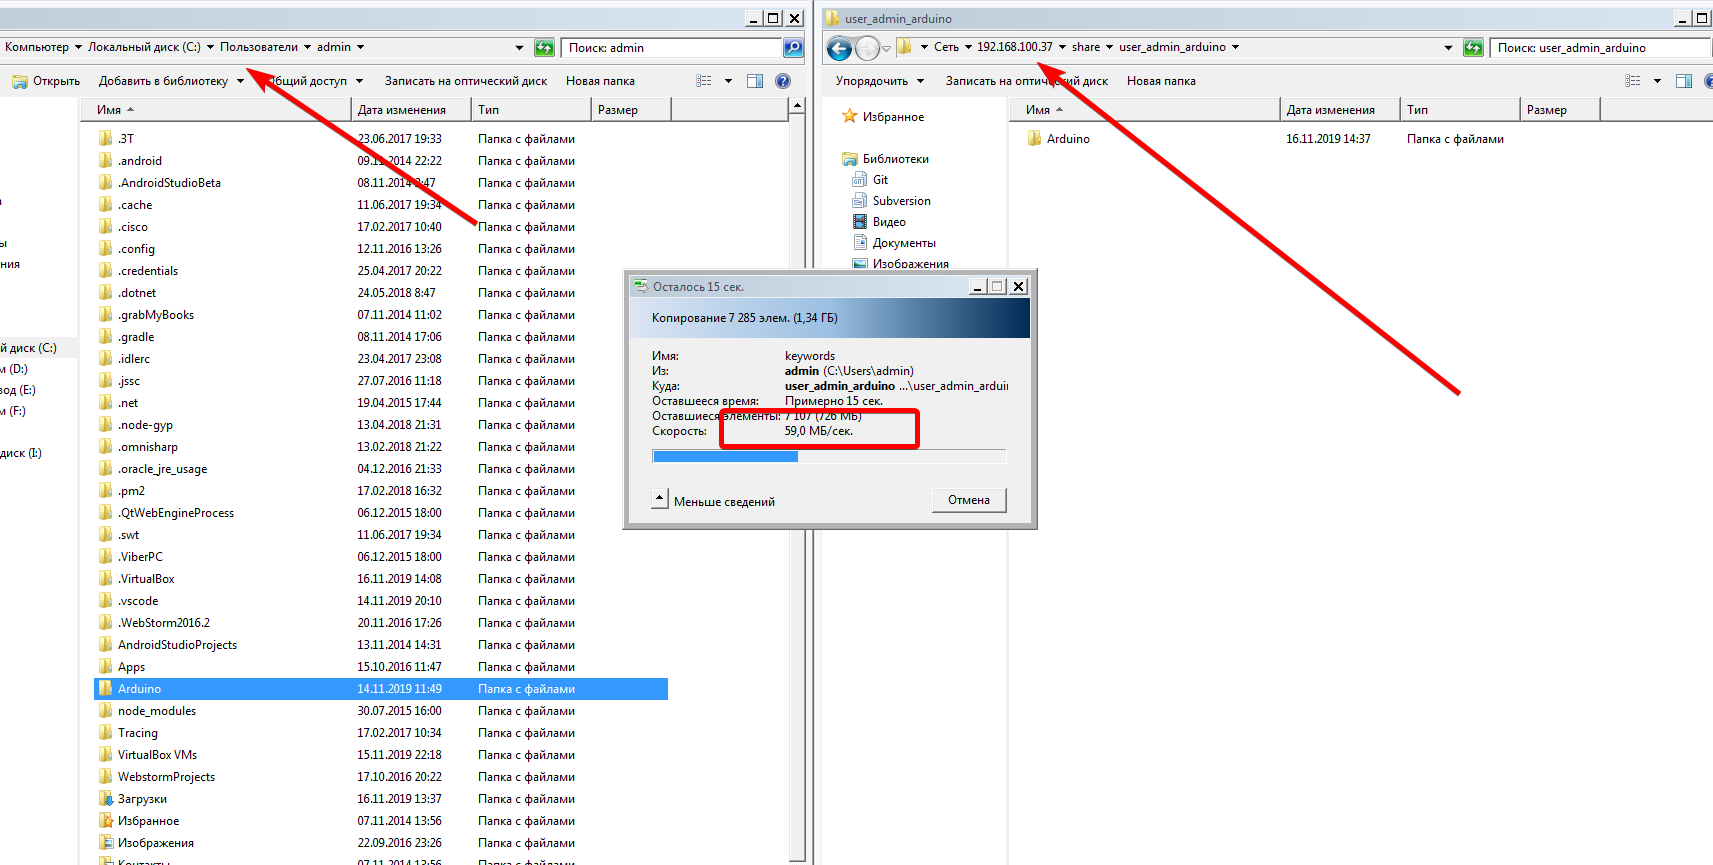 Компьютер Локальный диск (C:) Пользователи admin
Поиск: admin
Открыть Добавить в библиотеку бщий доступ Записать на оптический диск Новая папка
Имя Дата изменения Тип Размер
.3T 23.06.2017 19:33 Папка с файлами
.android 09.11.2014 22:22 Папка с файлами
.AndroidStudioBeta 08.11.2014 :47 Папка с файлами
.cache 11.06.2017 19:34 Папка с файлами
.cisco 17.02.2017 10:40 Папка с файлами
.config 12.11.2016 13:26 Папка с файлами
.credentials 25.04.2017 20:22 Папка с файлами
.dotnet 24.05.2018 8:47 Папка с файлами
.grabMyBooks 07.11.2014 11:02 Папка с файлами
.gradle 08.11.2014 17:06 Папка с файлами
.idlerc 23.04.2017 23:08 Папка с файлами
.jssc 27.07.2016 11:18 Папка с файлами
.net 19.04.2015 17:44 Папка с файлами
.node-gyp 13.04.2018 21:31 Папка с файлами
.omnisharp 13.02.2018 21:22 Папка с файлами
.oracle_jre_usage 04.12.2016 21:33 Папка с файлами
.pm2 17.02.2018 16:32 Папка с файлами
.QtWebEngineProcess 06.12.2015 18:00 Папка с файлами
.swt 11.06.2017 19:34 Папка с файлами
.ViberPC 06.12.2015 18:00 Папка с файлами
.VirtualBox 16.11.2019 14:08 Папка с файлами
.vscode 14.11.2019 20:10 Папка с файлами
.WebStorm2016.2 20.11.2016 17:26 Папка с файлами
AndroidStudioProjects 13.11.2014 14:31 Папка с файлами
Apps 15.10.2016 11:47 Папка с файлами
Arduino 14.11.2019 11:49 Папка с файлами
node_modules 30.07.2015 16:00 Папка с файлами
Tracing 17.02.2017 10:34 Папка с файлами
VirtualBox VMs 15.11.2019 22:18 Папка с файлами
WebstormProjects 17.10.2016 20:22 Папка с файлами
Загрузки 16.11.2019 13:37 Папка с файлами
Избранное 07.11.2014 13:56 Папка с файлами
Изображения 22.09.2016 23:26 Папка с файлами
Контакты 07.11.2014 13:56 Папка с файлами
ы
ния
й диск (C:)
м (D:)
вод (E:)
м (F:)
диск (I:)
user_admin_arduino
Сеть 192.168.100.37 share user_admin_arduino
Поиск: user_admin_arduino
Упорядочить Записать на оптический диск Новая папка
Имя Дата изменения Тип Размер
Arduino 16.11.2019 14:37 Папка с файлами
Избранное
Библиотеки
Git
Subversion
Видео
Документы
Изображения
Осталось 15 сек.
Копирование 7 285 элем. (1,34 ГБ)
Имя: keywords
Из: admin (C:\Users\admin)
Куда: user_admin_arduino ...\user_admin_arduin
Оставшееся время: Примерно 15 сек.
Оставшиеся элементы: 7 107 (726 МБ)
Скорость: 59,0 МБ/сек.
Меньше сведений
Отмена